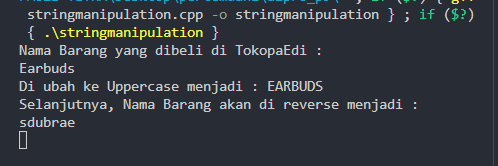 ; if ($?) {
stringmanipulation.cpp -o stringmanipulation } ; if ($?)
{ .\stringmanipulation }
Nama Barang yang dibeli di TokopaEdi :
Earbuds
Di ubah ke Uppercase menjadi : EARBUDS
Selanjutnya, Nama Barang akan di reverse menjadi :
sdubrae